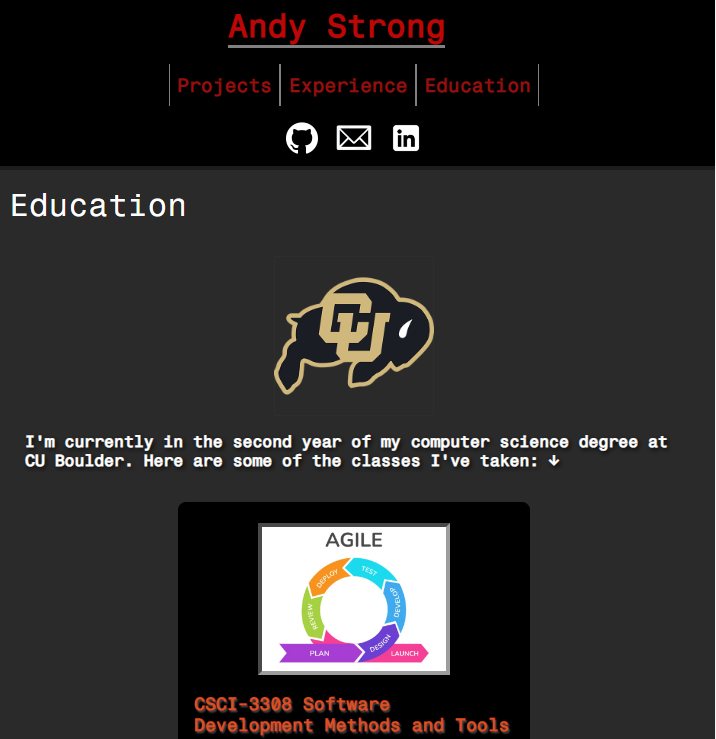 Andy Strong
Projects
Experience
Education
in
Education
CU
I'm currently in the second year of my computer science degree at
CU Boulder. Here are some of the classes I've taken: ↓
AGILE
DEPLOY
TEST
REVIEW
DEVELOP
DESIGN
PLAN
LAUNCH
CSCI-3308 Software
Development Methods and Tools